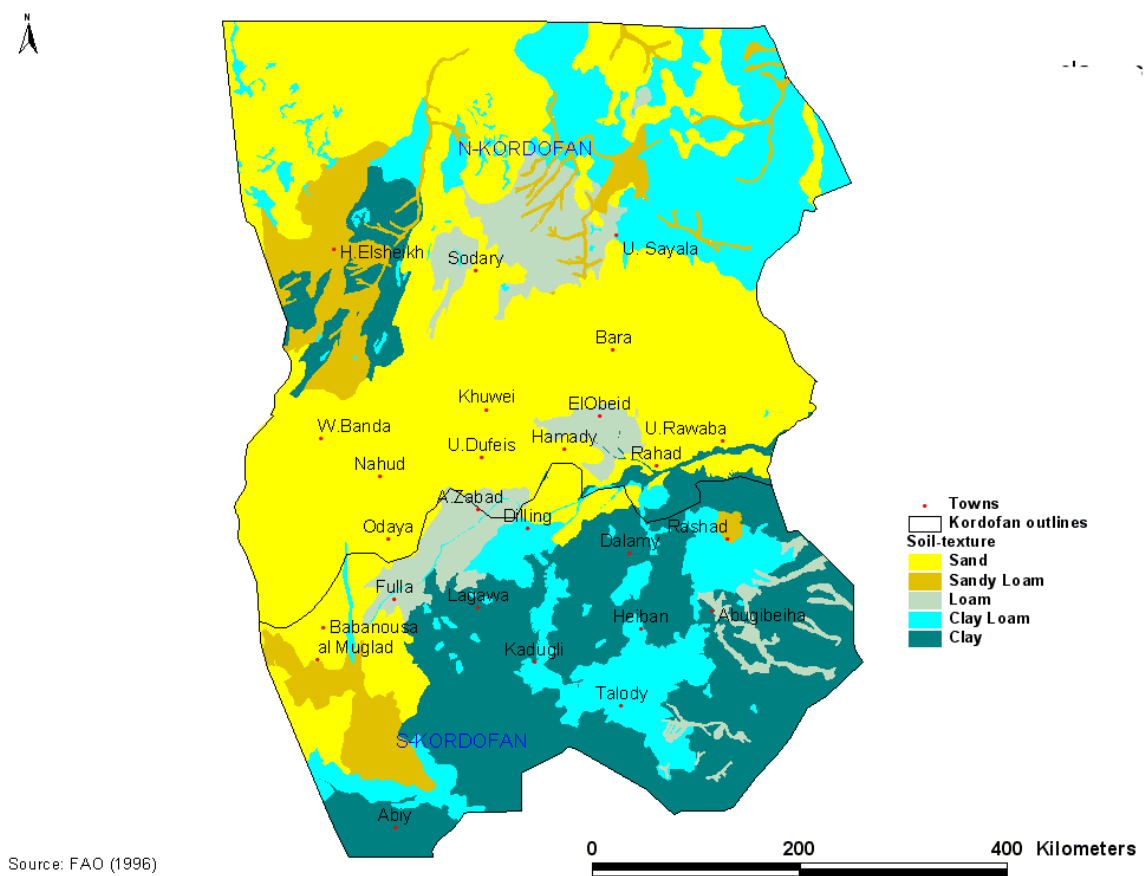 N
N-KORDOFAN
H.Elsheikh
Sodary
U. Sayala
Bara
Khuwei
ElObeid
W.Banda
U.Dufeis
Hamady
U.Rawaba
Nahud
Rahad
A.Zabad
Odaya
Dilling
Rashad
Dalamy
Fulla
Lagawa
Heiban
Abugibeiha
Babanousa
al Muglad
Kadugli
Talody
S-KORDOFAN
Abiy
Towns
Kordofan outlines
Soil-texture
Sand
Sandy Loam
Loam
Clay Loam
Clay
0 200 400 Kilometers
Source: FAO (1996)